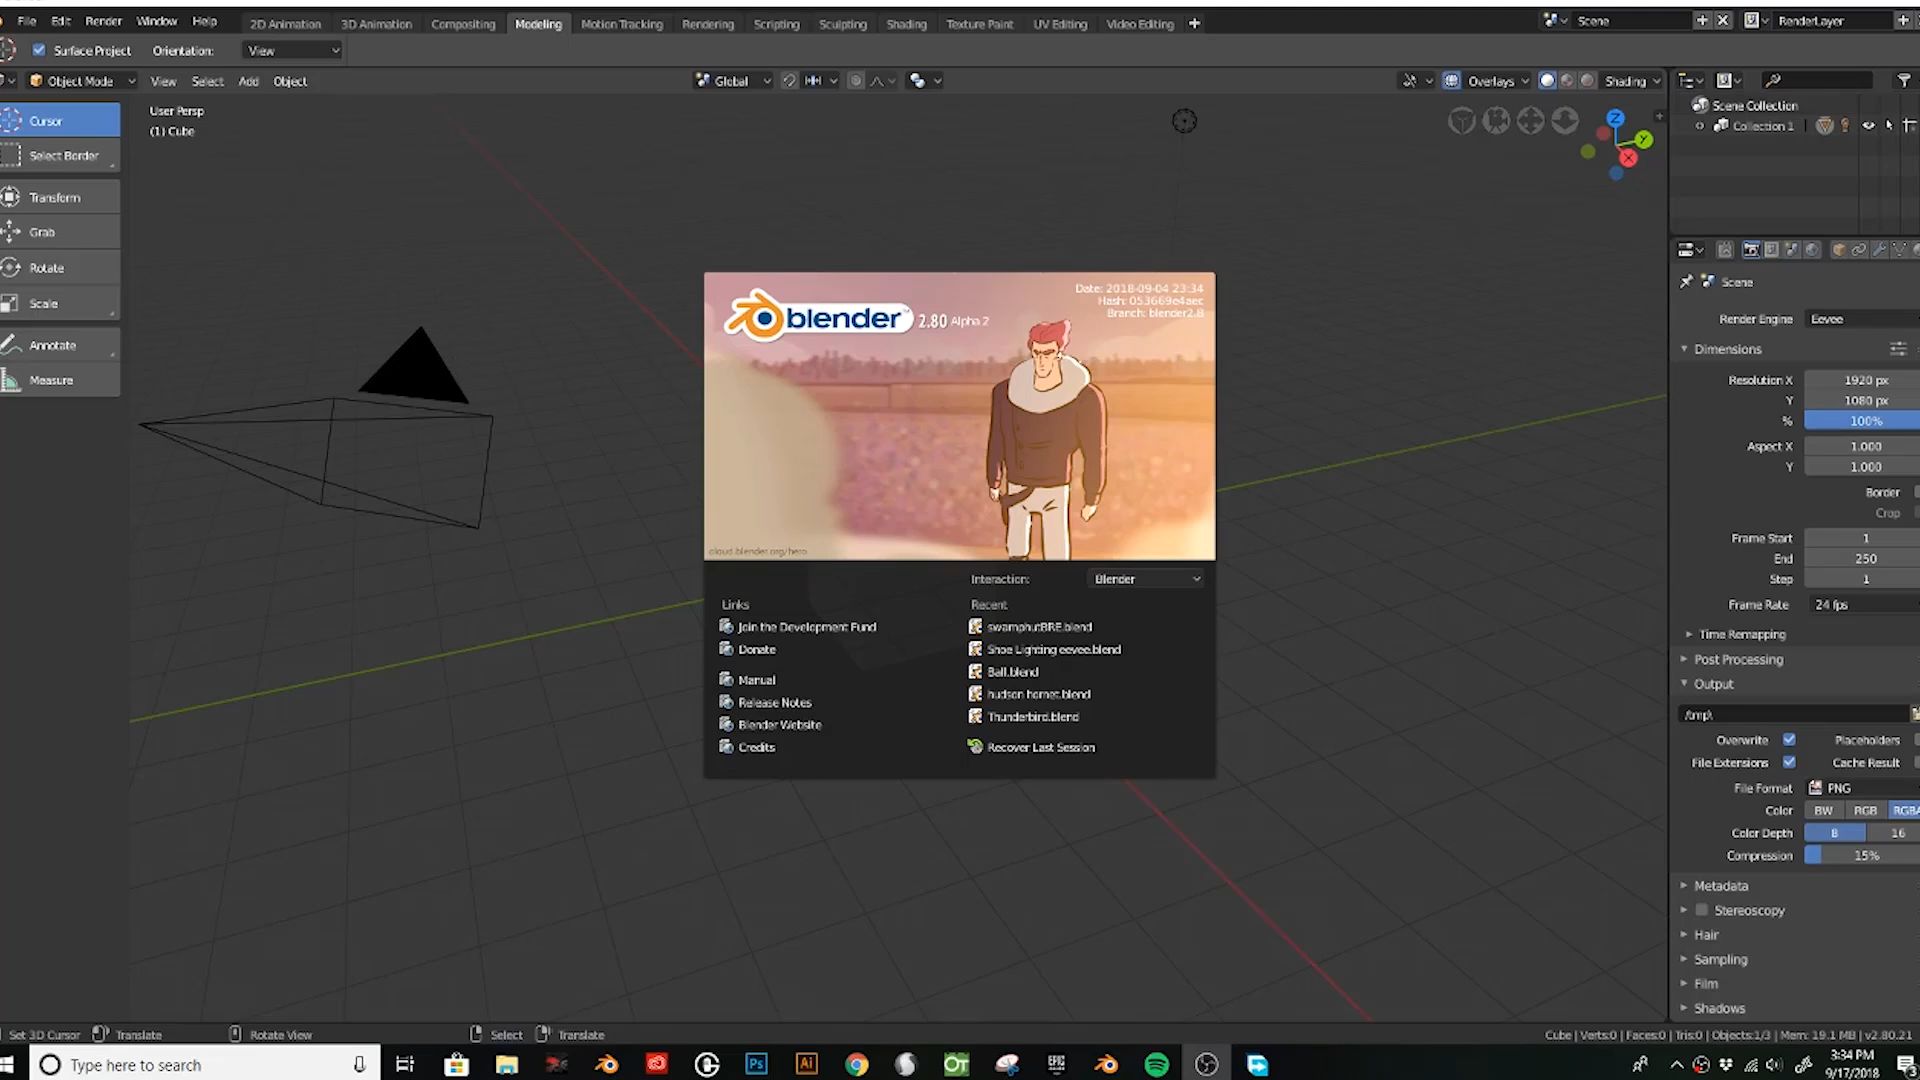 File Edit Render Window Help 2D Animation 3D Animation Compositing Modeling Motion Tracking Rendering Scripting Sculpting Shading Texture Paint UV Editing Video Editing + Scene RenderLayer
Surface Project Orientation: View
Object Mode View Select Add Object Global Overlays Shading
User Persp
(1) Cube
Cursor
Select Border
Transform
Grab
Rotate
Scale
Annotate
Measure
Z
Y
X
Scene Collection
Collection 1
Date: 2018-09-04 23:34
Hash: 053669e4aec
Branch: blender2.8
blender 2.80 Alpha 2
cloud.blender.org/hero
Interaction: Blender
Links
Join the Development Fund
Donate
Manual
Release Notes
Blender Website
Credits
Recent
swamphutBRE.blend
Shoe Lighting eevee.blend
Ball.blend
hudson hornet.blend
Thunderbird.blend
Recover Last Session
Scene
Render Engine Eevee
Dimensions
Resolution X 1920 px
Y 1080 px
% 100%
Aspect X 1.000
Y 1.000
Border
Crop
Frame Start 1
End 250
Step 1
Frame Rate 24 fps
Time Remapping
Post Processing
Output
/tmp\
Overwrite Placeholders
File Extensions Cache Result
File Format PNG
Color BW RGB RGBA
Color Depth 8 16
Compression 15%
Metadata
Stereoscopy
Hair
Sampling
Film
Shadows
Set 3D Cursor Translate Rotate View Select Translate Cube | Verts:0 | Faces:0 | Tris:0 | Objects:1/3 | Mem: 19.1 MB | v2.80.21
Type here to search Ps Ai OT EPIC GAMES 3:34 PM
9/17/2018 3